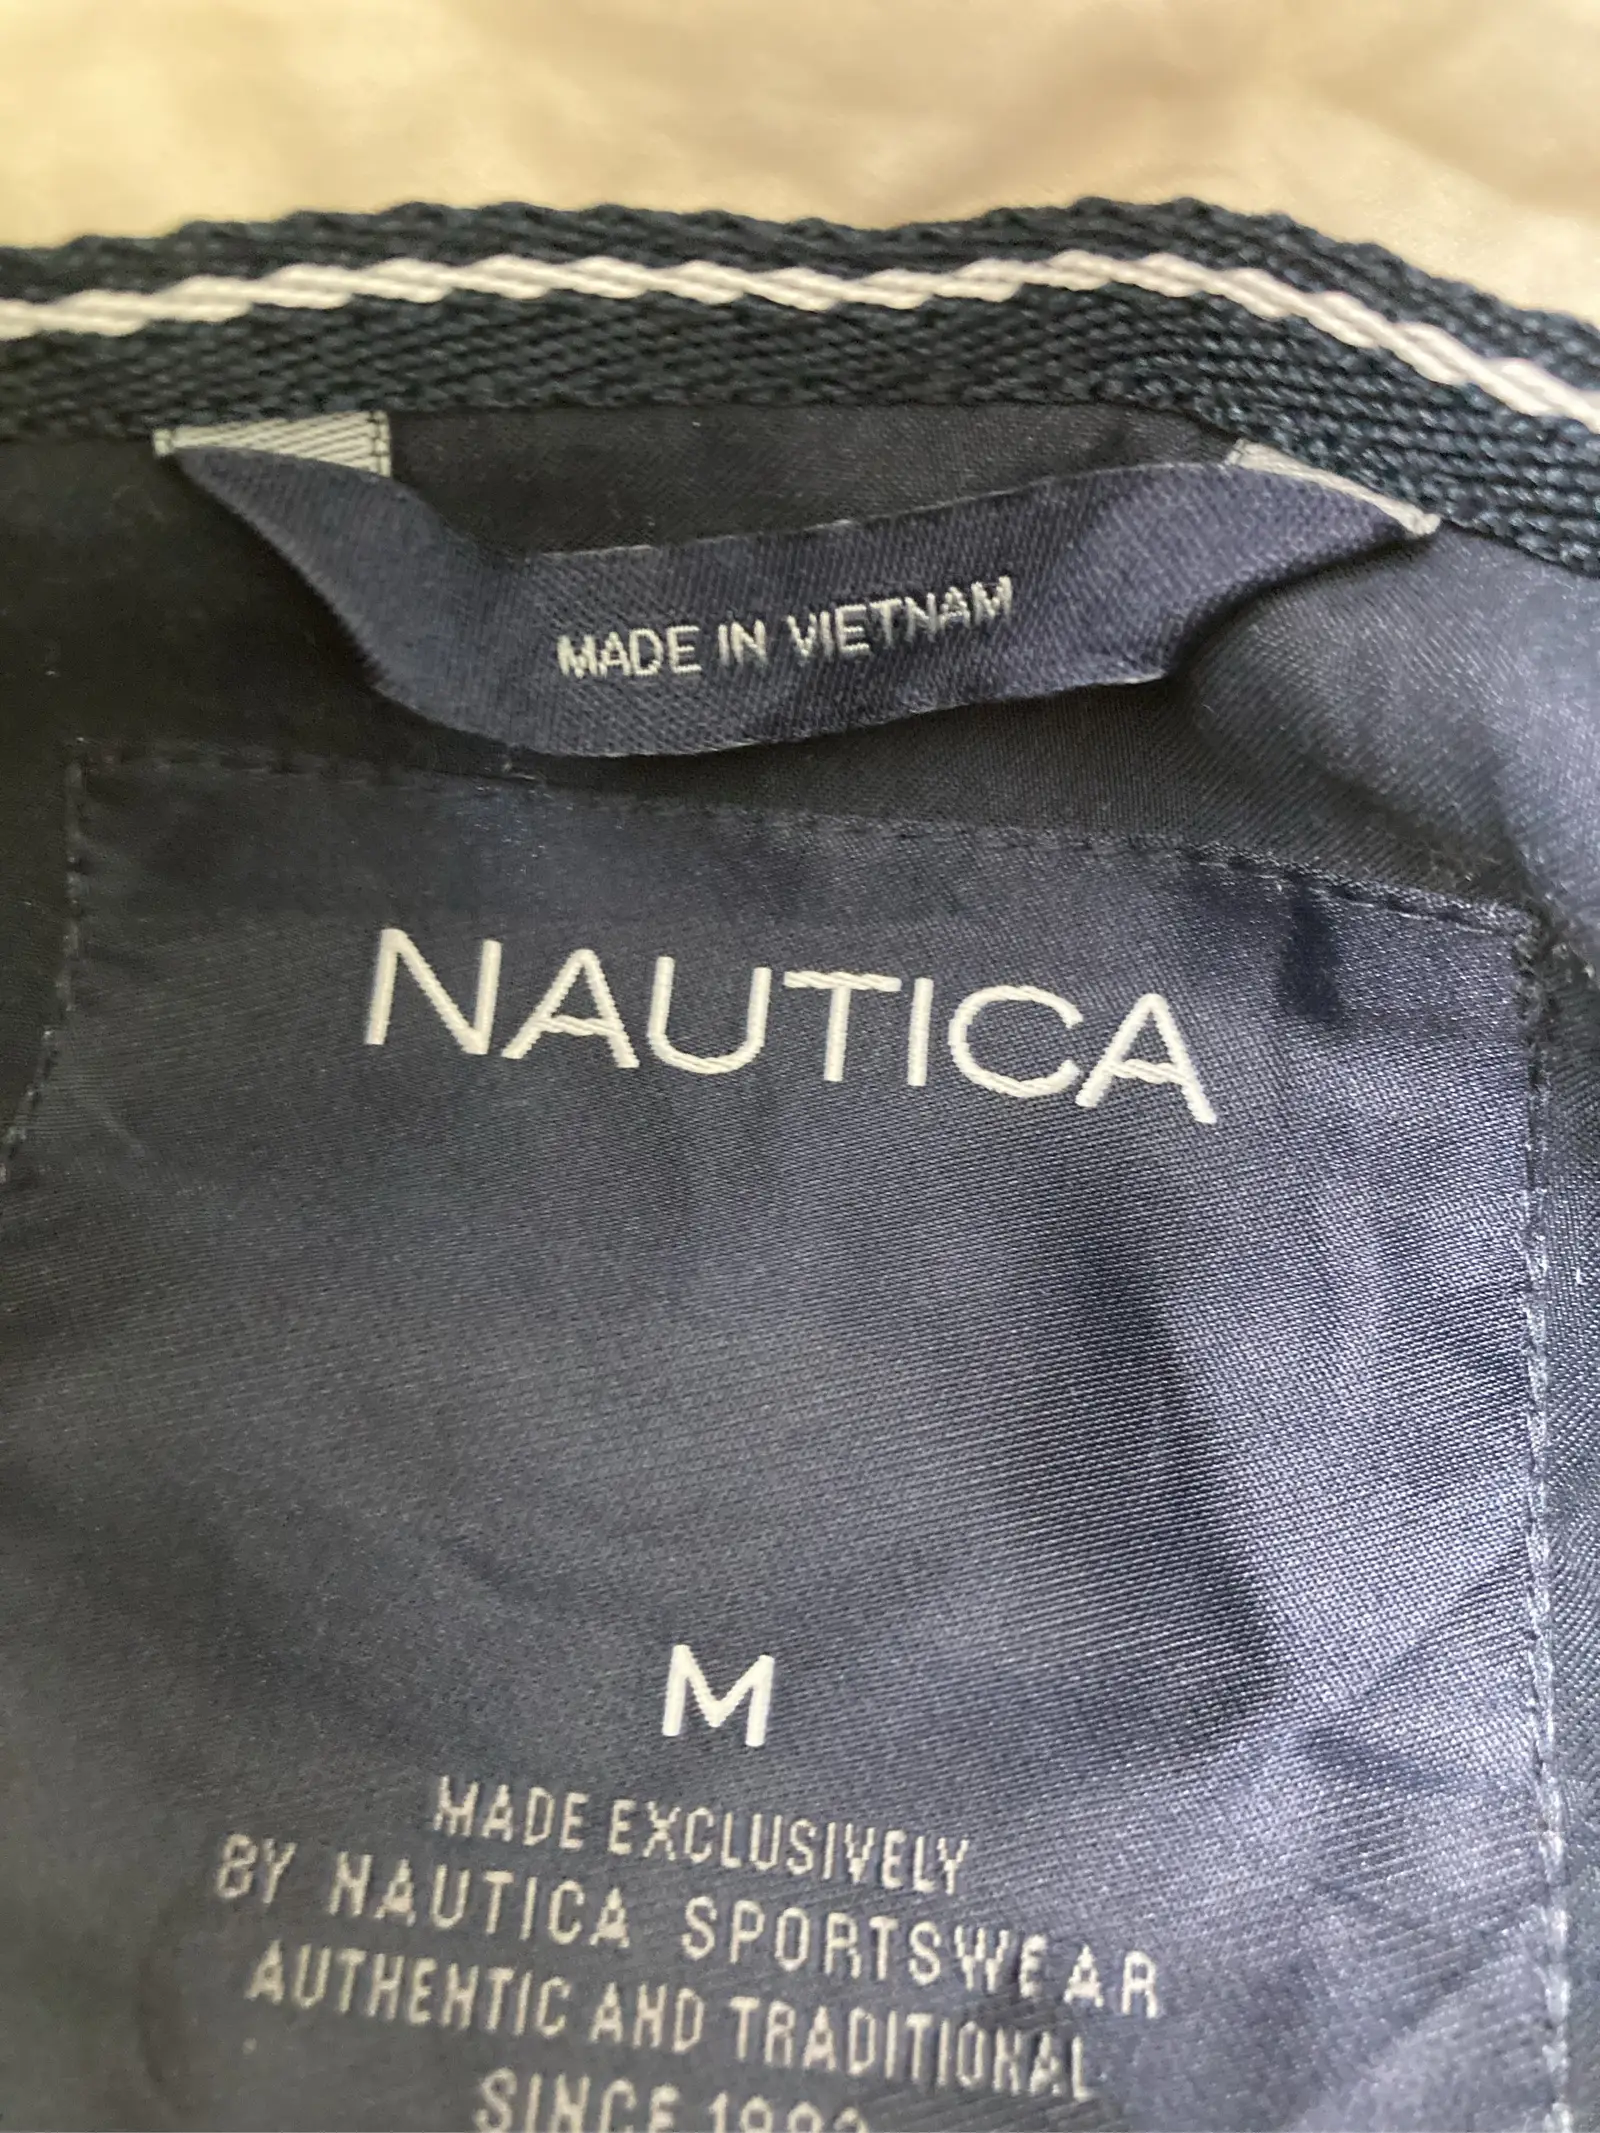 MADE IN VIETNAM
NAUTICA
M
MADE EXCLUSIVELY
BY NAUTICA SPORTSWEAR
AUTHENTIC AND TRADITIONAL
SINCE